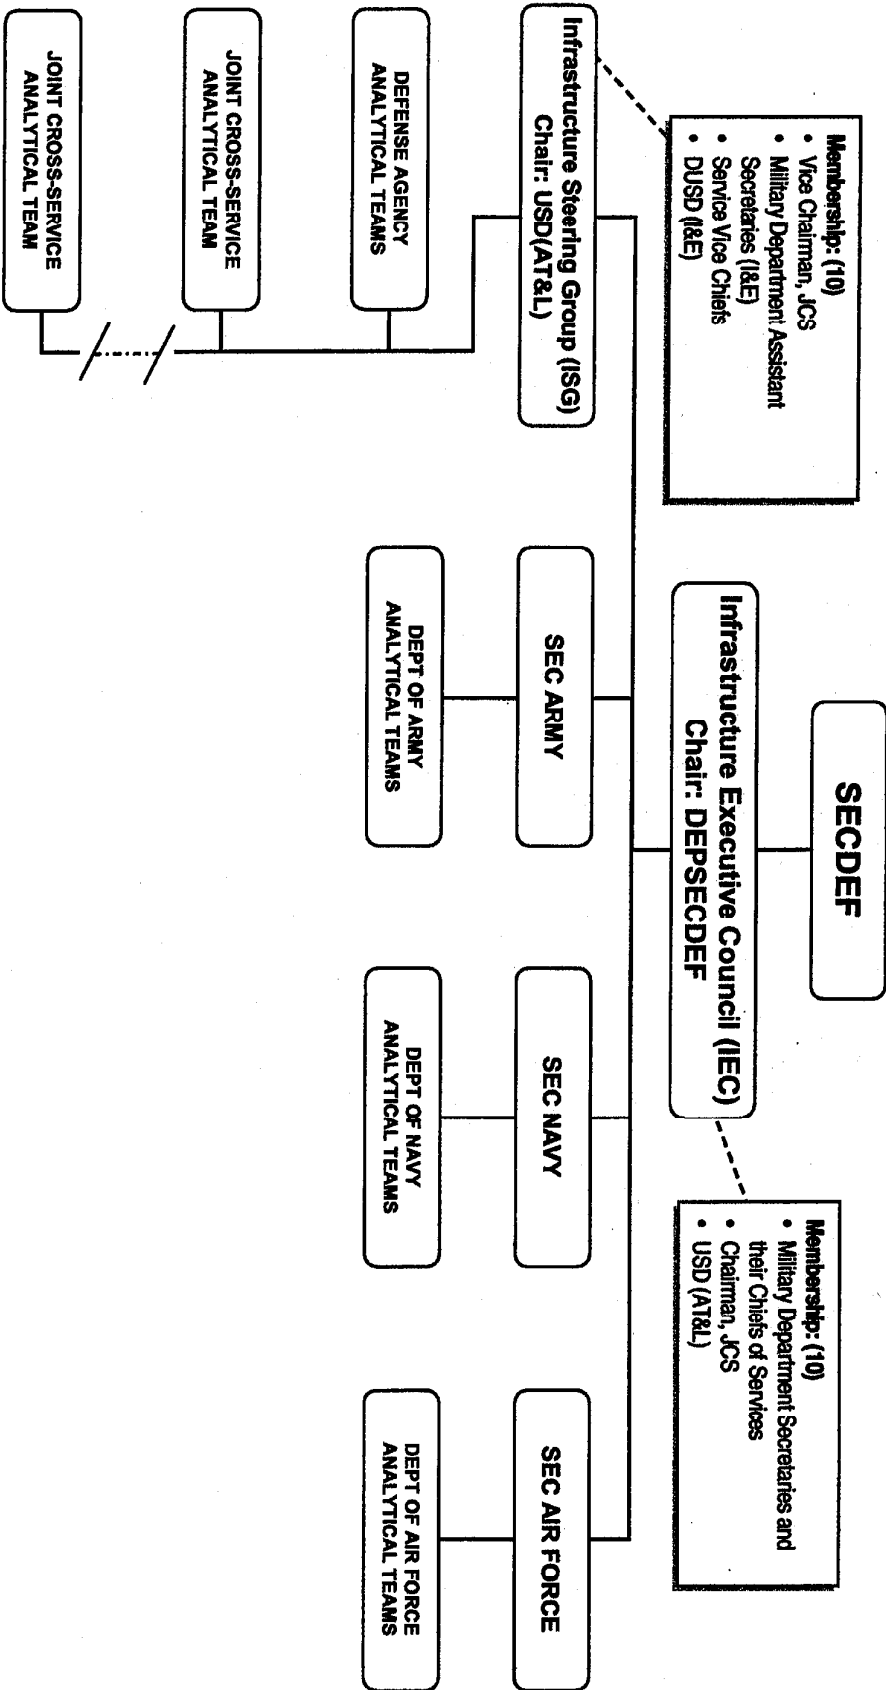 SECDEF
Infrastructure Executive Council (IEC)
Chair: DEPSECDEF
Membership: (10)
• Military Department Secretaries and
their Chiefs of Services
• Chairman, JCS
• USD (AT&L)
Membership: (10)
• Vice Chairman, JCS
• Military Department Assistant
Secretaries (I&E)
• Service Vice Chiefs
• DUSD (I&E)
Infrastructure Steering Group (ISG)
Chair: USD(AT&L)
SEC ARMY
SEC NAVY
SEC AIR FORCE
DEFENSE AGENCY
ANALYTICAL TEAMS
DEPT OF ARMY
ANALYTICAL TEAMS
DEPT OF NAVY
ANALYTICAL TEAMS
DEPT OF AIR FORCE
ANALYTICAL TEAMS
JOINT CROSS-SERVICE
ANALYTICAL TEAM
JOINT CROSS-SERVICE
ANALYTICAL TEAM